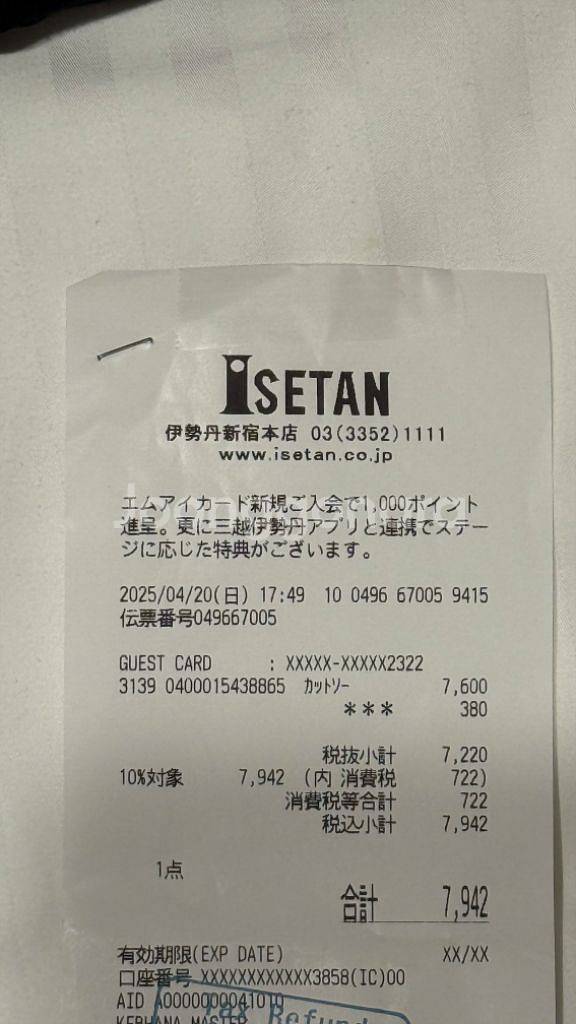 ISETAN
伊勢丹新宿本店 03(3352)1111
www.isetan.co.jp
エムアイカード新規ご入会で1,000ポイント
進呈。更に三越伊勢丹アプリと連携でステー
ジに応じた特典がございます。
2025/04/20(日) 17:49 10 0496 67005 9415
伝票番号049667005
GUEST CARD : XXXXX-XXXXX2322
3139 0400015438865 カットソー 7,600
*** 380
税抜小計 7,220
10%対象 7,942 (内 消費税 722)
消費税等合計 722
税込小計 7,942
1点
合計 7,942
有効期限(EXP DATE) XX/XX
口座番号 XXXXXXXXXXXX3858(IC)00
AID A0000000041010
Tax Refund
KEBHANA MASTER